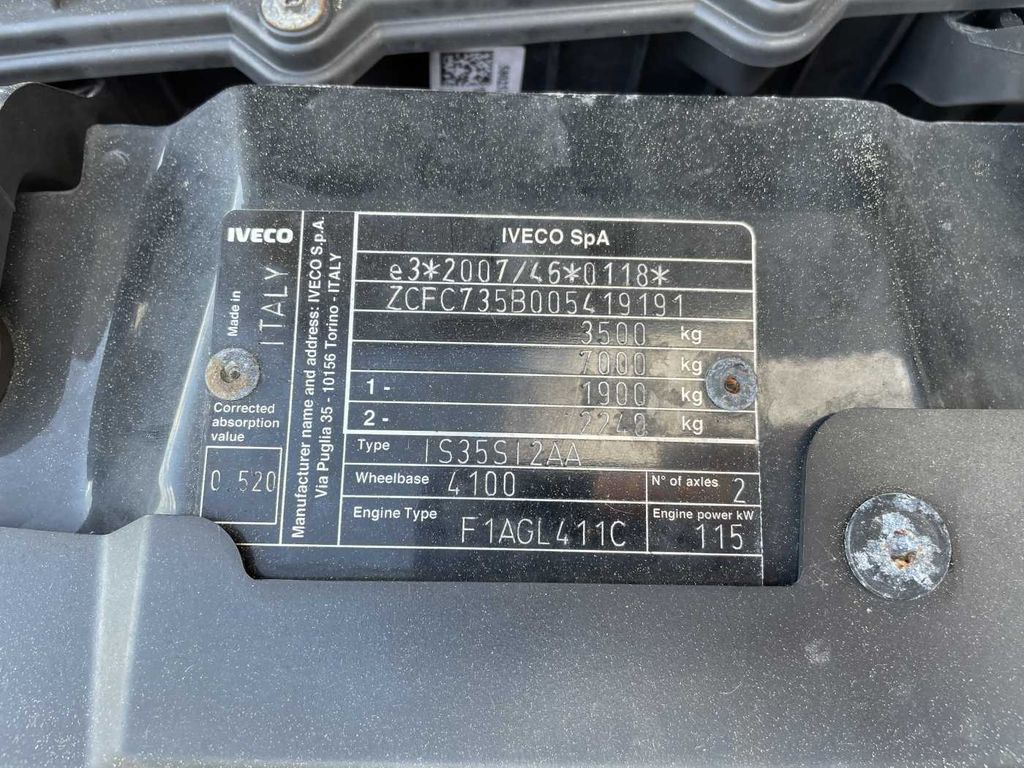 IVECO
Made in
ITALY
Corrected
absorption
value
0.520
Manufacturer name and address: IVECO S.p.A.
Via Puglia 35 - 10156 Torino - ITALY
IVECO SpA
e3*2007/46*0118*
ZCFC735B005419191
3500 kg
7000 kg
1 - 1900 kg
2 - 2240 kg
Type IS35SI2AA
Wheelbase 4100
N° of axles 2
Engine Type F1AGL411C
Engine power kW
115